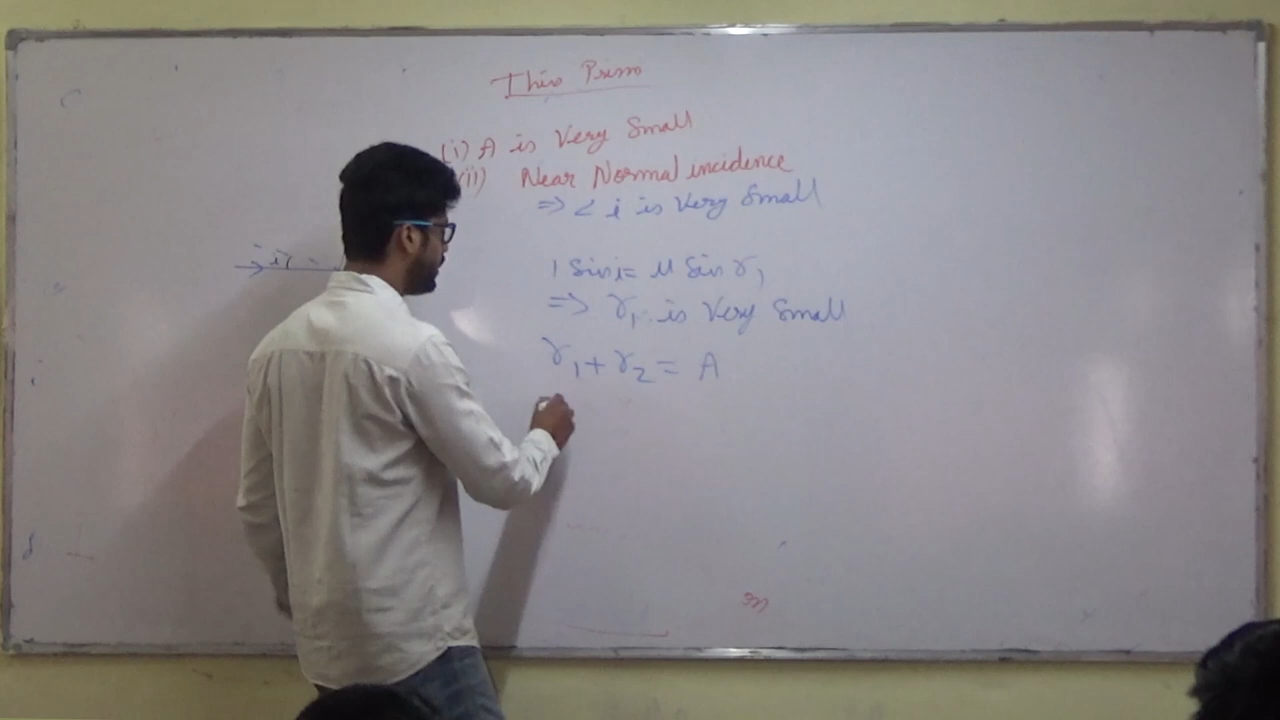 Thin Prism
(i) A is Very Small
(ii) Near Normal incidence
⇒ ∠ i is Very Small
i
1 Sin i = μ Sin r₁
⇒ r₁ is Very Small
r₁ + r₂ = A